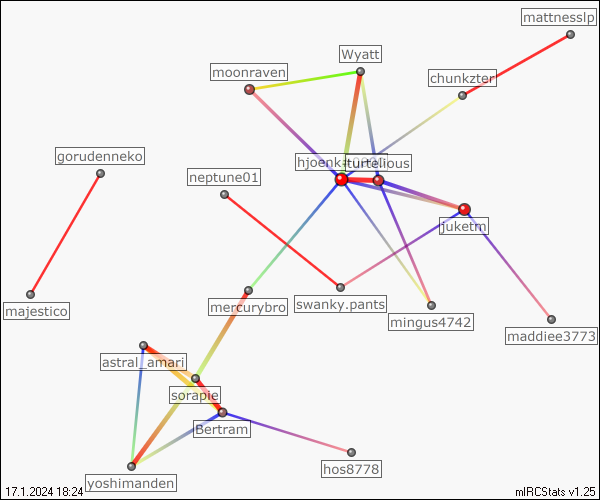 mattnesslp
Wyatt
moonraven
chunkzter
gorudenneko
turtelious
neptune01
juketm
majestico
mercurybro
swanky.pants
mingus4742
maddiee3773
astral_amari
sorapie
Bertram
hos8778
yoshimanden
17.1.2024 18:24
mIRCStats v1.25